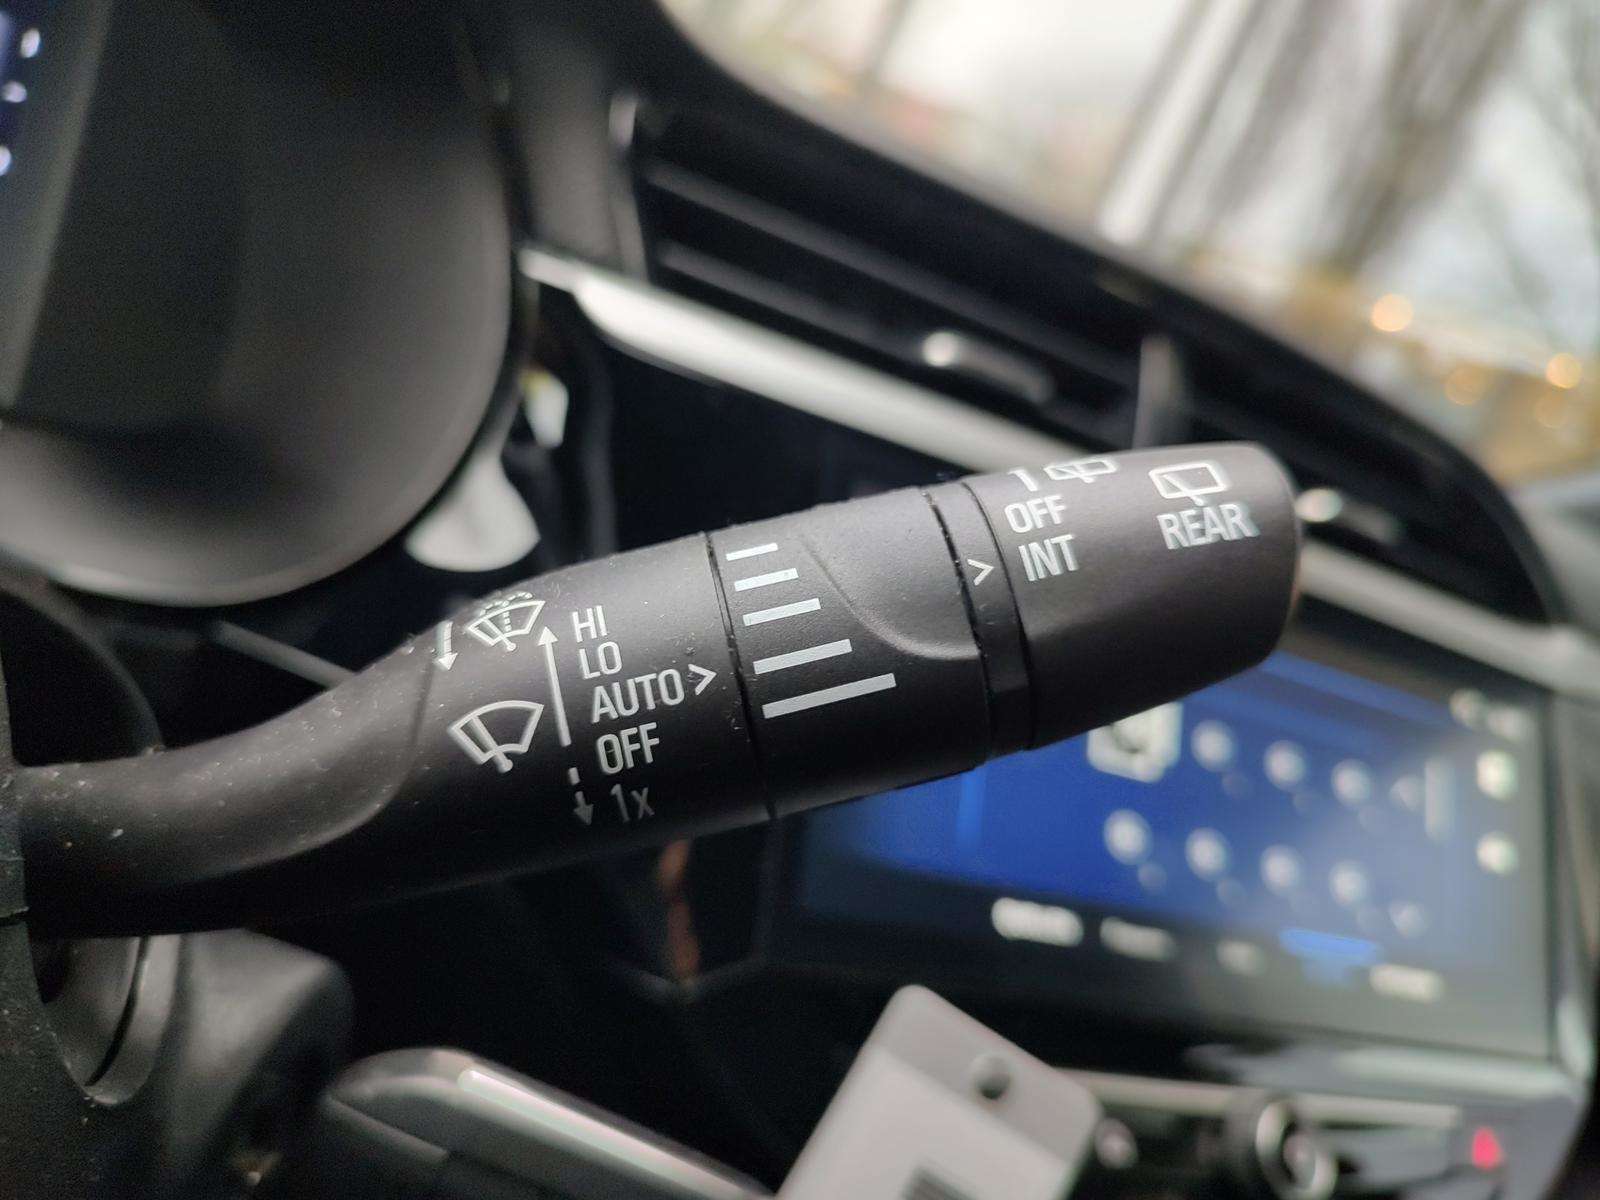 HI
LO
AUTO >
OFF
1x
1
OFF
INT
>
REAR